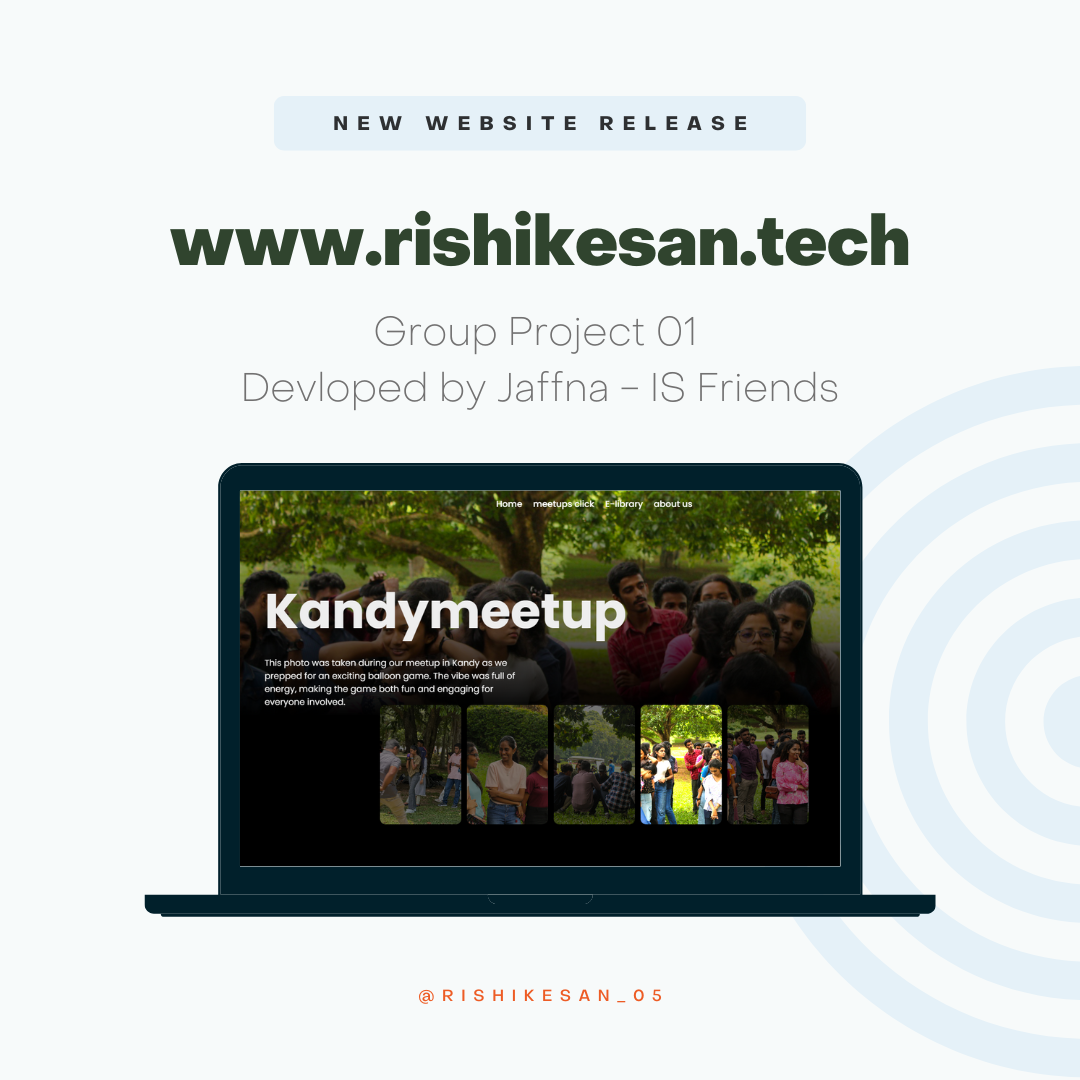 NEW WEBSITE RELEASE
www.rishikesan.tech
Group Project 01
Devloped by Jaffna - IS Friends
Home meetups click E-library about us
Kandymeetup
This photo was taken during our meetup in Kandy as we
prepped for an exciting balloon game. The vibe was full of
energy, making the game both fun and engaging for
everyone involved.
@RISHIKESAN_05